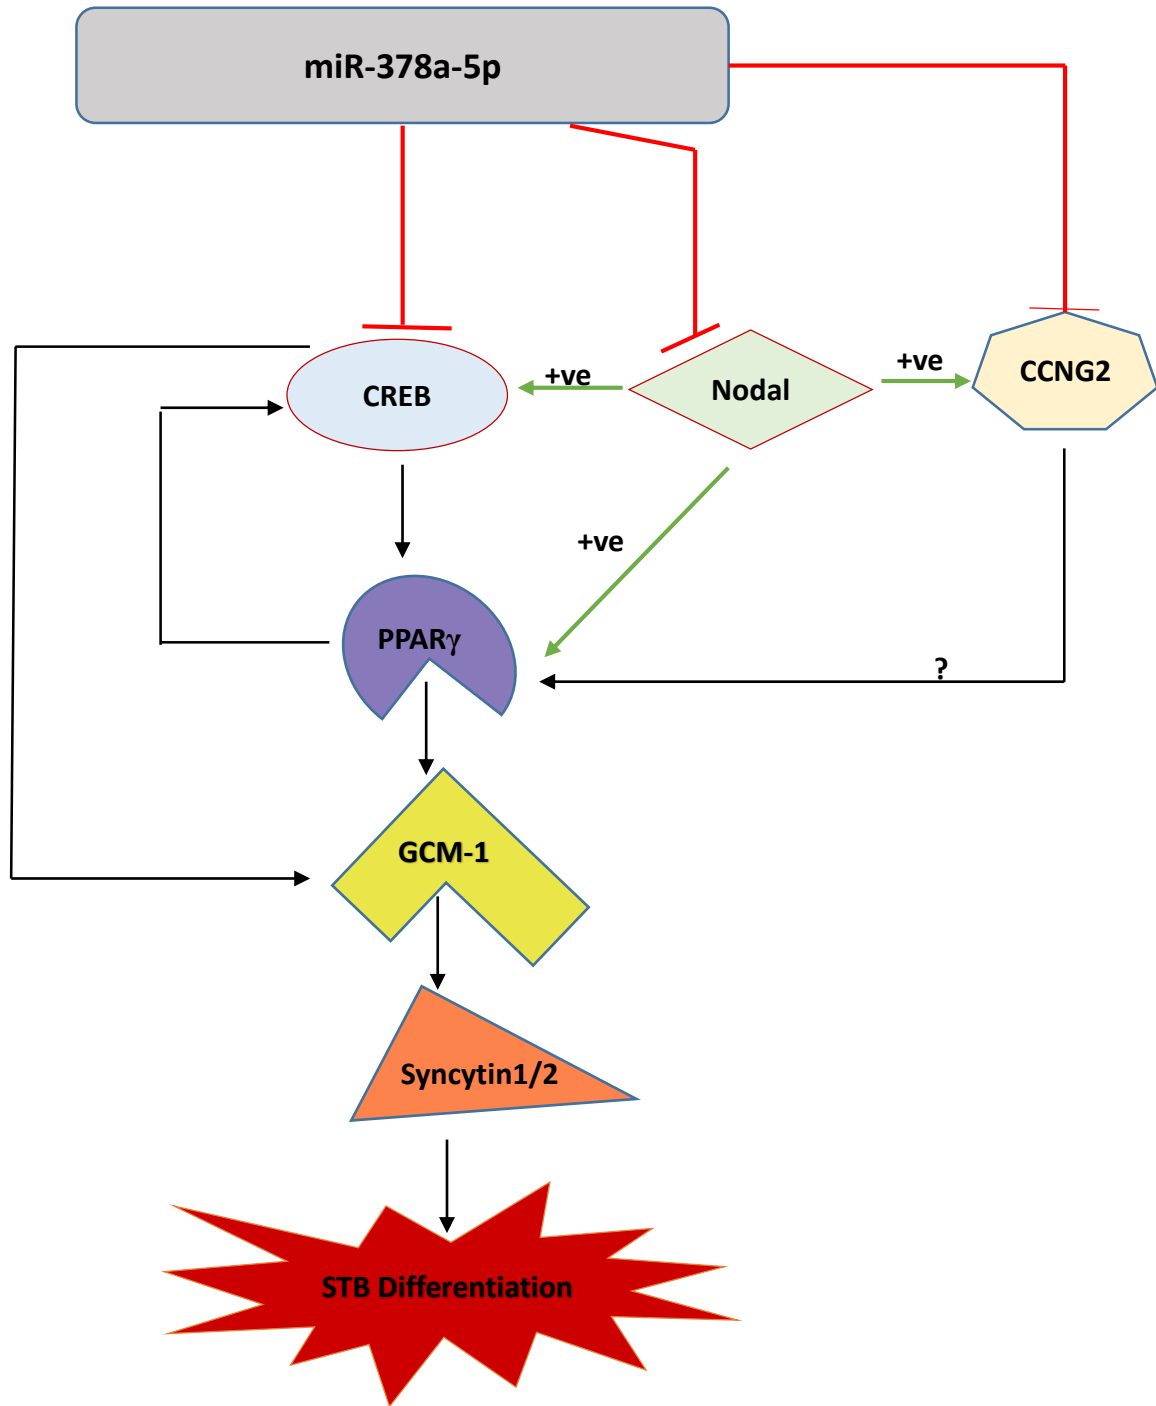 miR-378a-5p
+ve
+ve
CCNG2
CREB
Nodal
+ve
PPARγ
?
GCM-1
Syncytin1/2
STB Differentiation